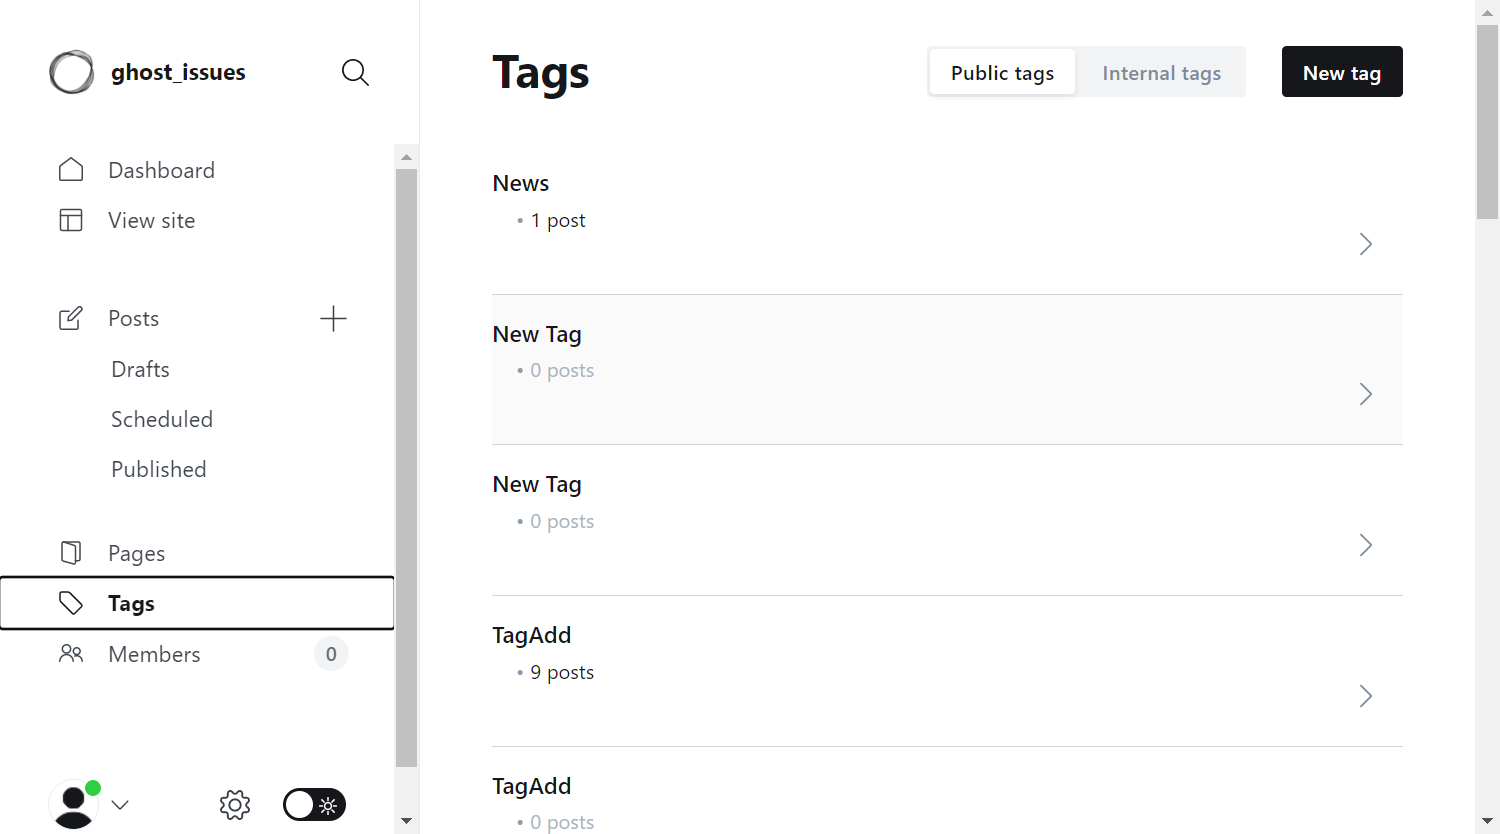 ghost_issues
Dashboard
View site
Posts
Drafts
Scheduled
Published
Pages
Tags
Members 0
Tags
Public tags Internal tags New tag
News
• 1 post
New Tag
• 0 posts
New Tag
• 0 posts
TagAdd
• 9 posts
TagAdd
• 0 posts